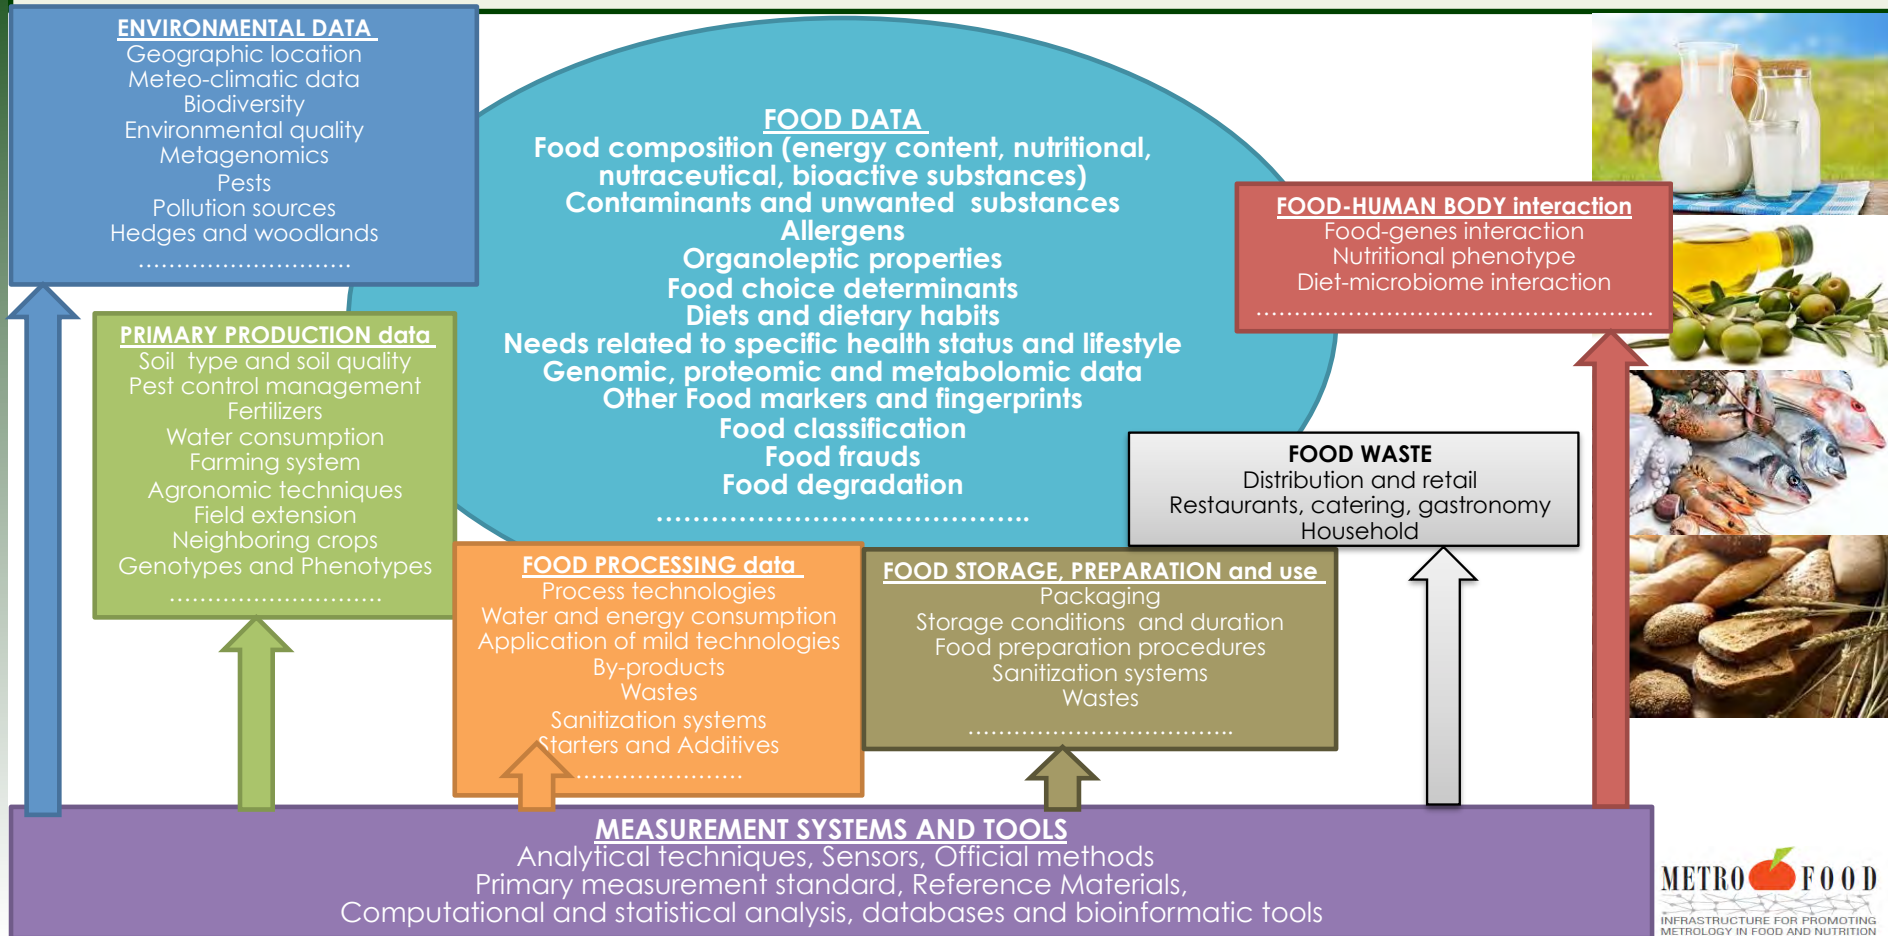 ENVIRONMENTAL DATA
Geographic location
Meteo-climatic data
Biodiversity
Environmental quality
Metagenomics
Pests
Pollution sources
Hedges and woodlands
............................
FOOD DATA
Food composition (energy content, nutritional,
nutraceutical, bioactive substances)
Contaminants and unwanted substances
Allergens
Organoleptic properties
Food choice determinants
Diets and dietary habits
Needs related to specific health status and lifestyle
Genomic, proteomic and metabolomic data
Other Food markers and fingerprints
Food classification
Food frauds
Food degradation
........................................
FOOD-HUMAN BODY interaction
Food-genes interaction
Nutritional phenotype
Diet-microbiome interaction
....................................................
PRIMARY PRODUCTION data
Soil type and soil quality
Pest control management
Fertilizers
Water consumption
Farming system
Agronomic techniques
Field extension
Neighboring crops
Genotypes and Phenotypes
............................
FOOD WASTE
Distribution and retail
Restaurants, catering, gastronomy
Household
FOOD PROCESSING data
Process technologies
Water and energy consumption
Application of mild technologies
By-products
Wastes
Sanitization systems
Starters and Additives
......................
FOOD STORAGE, PREPARATION and use
Packaging
Storage conditions and duration
Food preparation procedures
Sanitization systems
Wastes
...................................
MEASUREMENT SYSTEMS AND TOOLS
Analytical techniques, Sensors, Official methods
Primary measurement standard, Reference Materials,
Computational and statistical analysis, databases and bioinformatic tools
METRO FOOD
INFRASTRUCTURE FOR PROMOTING
METROLOGY IN FOOD AND NUTRITION